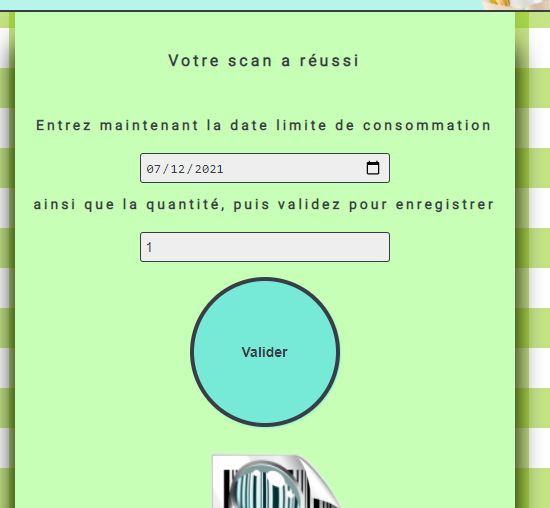 Votre scan a réussi
Entrez maintenant la date limite de consommation
07/12/2021
ainsi que la quantité, puis validez pour enregistrer
1
Valider